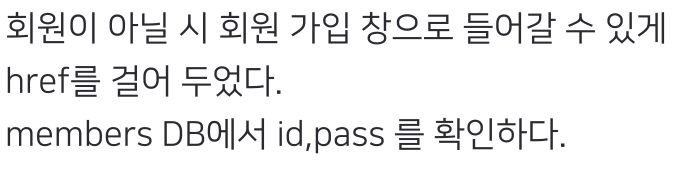 회원이 아닐 시 회원 가입 창으로 들어갈 수 있게
href를 걸어 두었다.
members DB에서 id,pass 를 확인하다.